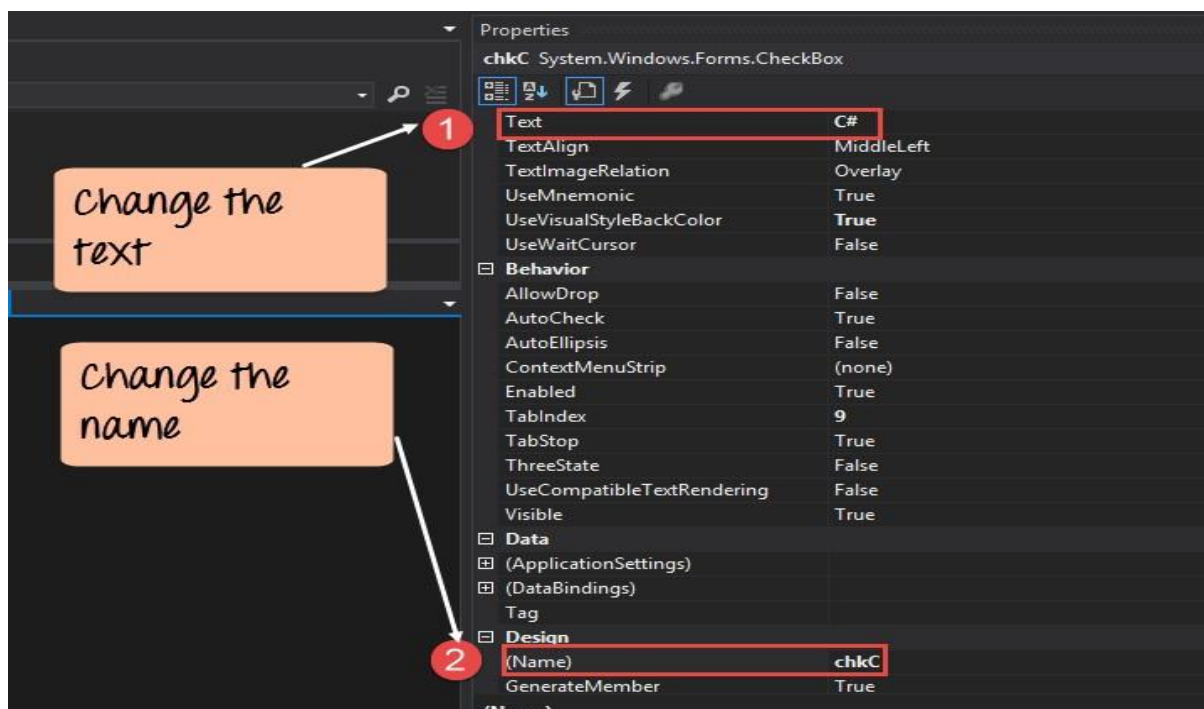 Properties
chkC System.Windows.Forms.CheckBox
1
Text C#
TextAlign MiddleLeft
TextImageRelation Overlay
UseMnemonic True
UseVisualStyleBackColor True
UseWaitCursor False
Change the
text
Behavior
AllowDrop False
AutoCheck True
AutoEllipsis False
ContextMenuStrip (none)
Enabled True
TabIndex 9
TabStop True
ThreeState False
UseCompatibleTextRendering False
Visible True
Change the
name
Data
(ApplicationSettings)
(DataBindings)
Tag
Design
2
(Name) chkC
GenerateMember True